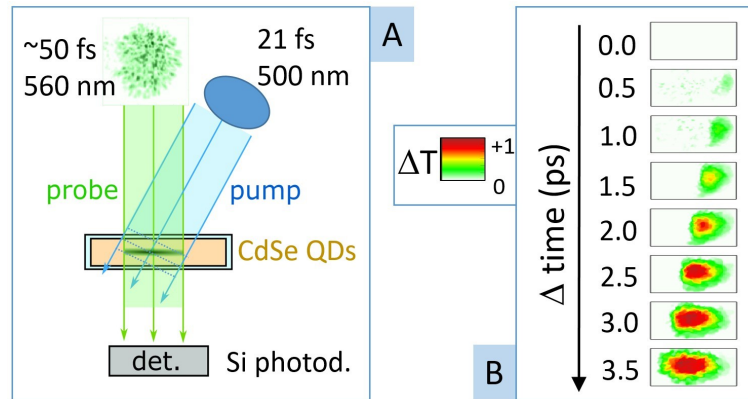 A
~50 fs
560 nm
21 fs
500 nm
probe
pump
CdSe QDs
det.
Si photod.
ΔT
+1
0
B
Δ time (ps)
0.0
0.5
1.0
1.5
2.0
2.5
3.0
3.5